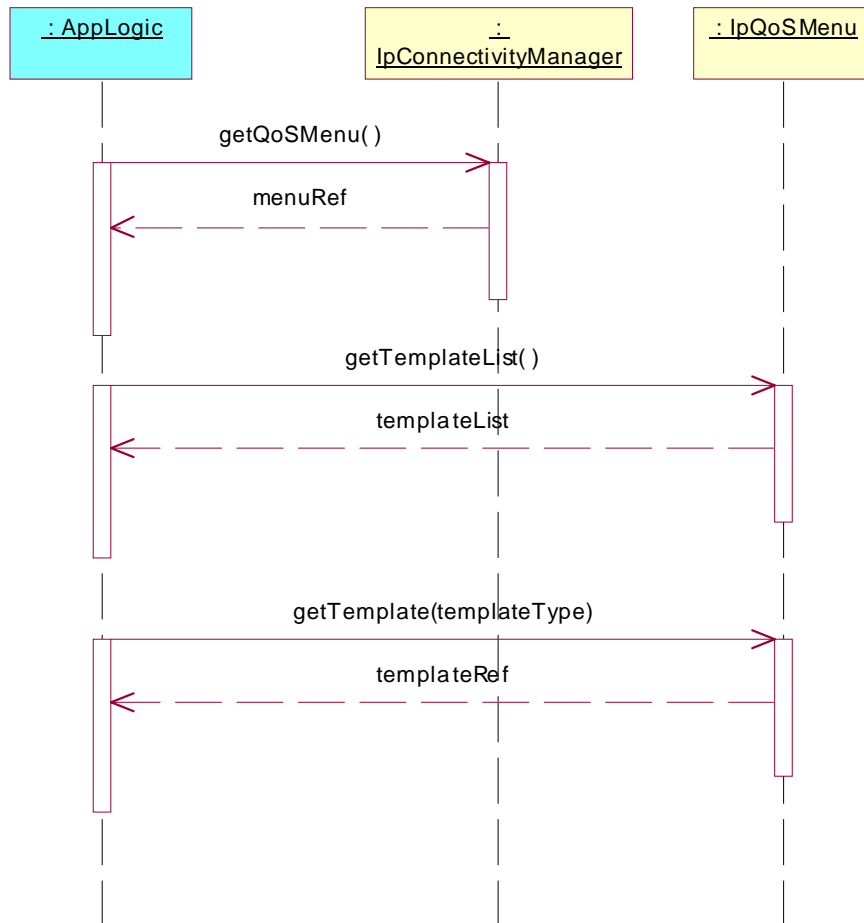 : AppLogic
:
IpConnectivityManager
: IpQoSMenu
getQoSMenu( )
menuRef
getTemplateList( )
templateList
getTemplate(templateType)
templateRef